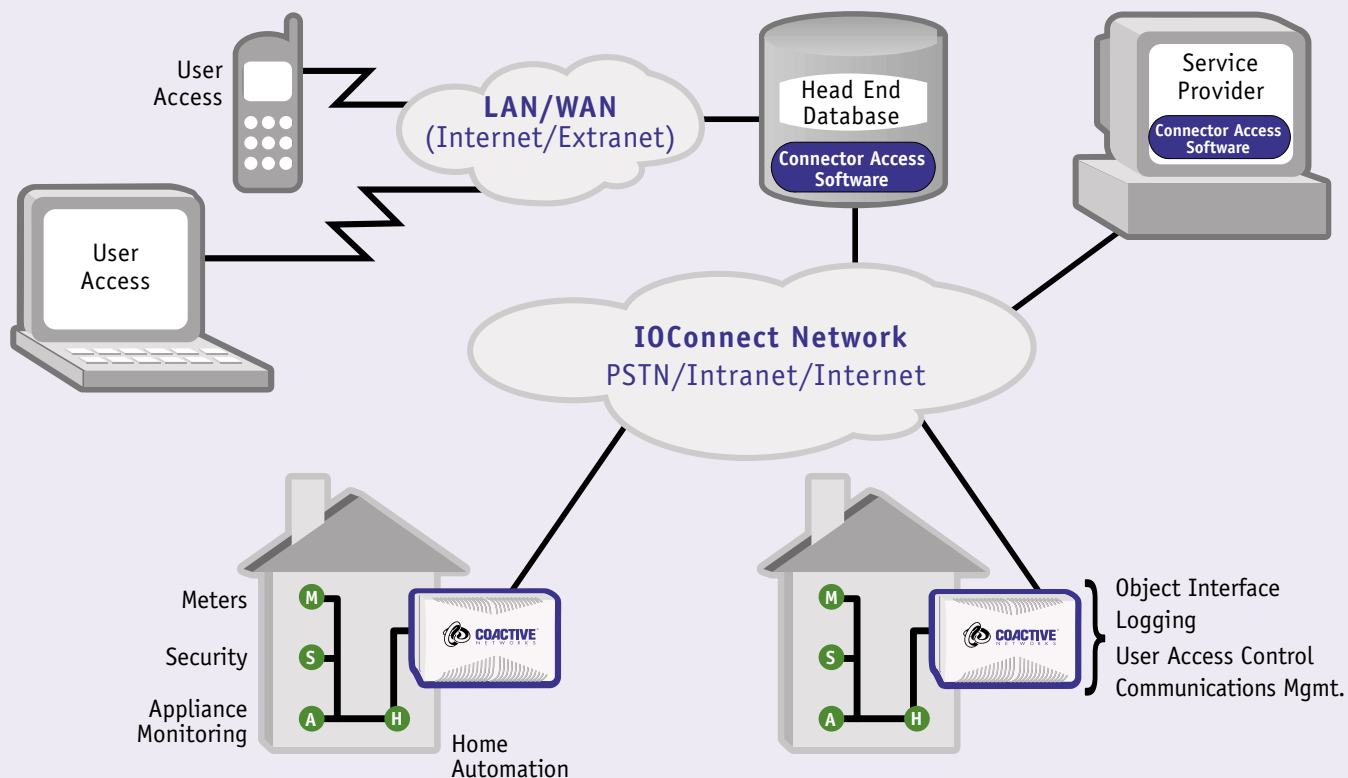 User
Access
LAN/WAN
(Internet/Extranet)
Head End
Database
Connector Access
Software
Service
Provider
Connector Access
Software
User
Access
IOConnect Network
PSTN/Intranet/Internet
Meters
M
Security
S
Appliance
Monitoring
A
H
Home
Automation
COACTIVE
NETWORKS
M
S
A
H
COACTIVE
NETWORKS
Object Interface
Logging
User Access Control
Communications Mgmt.